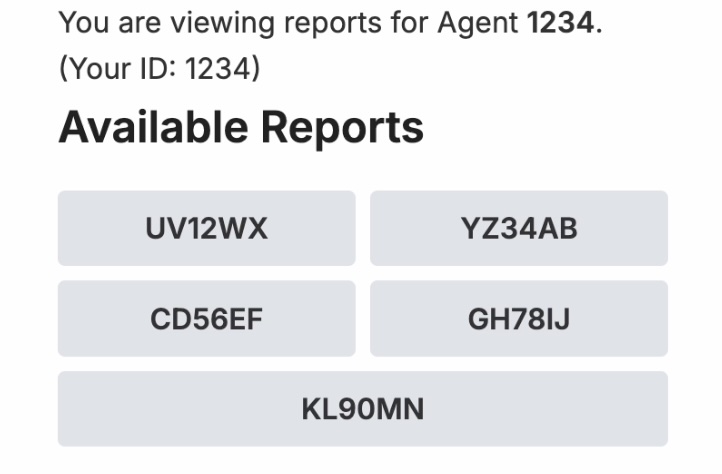 You are viewing reports for Agent 1234.
(Your ID: 1234)
Available Reports
UV12WX
YZ34AB
CD56EF
GH78IJ
KL90MN